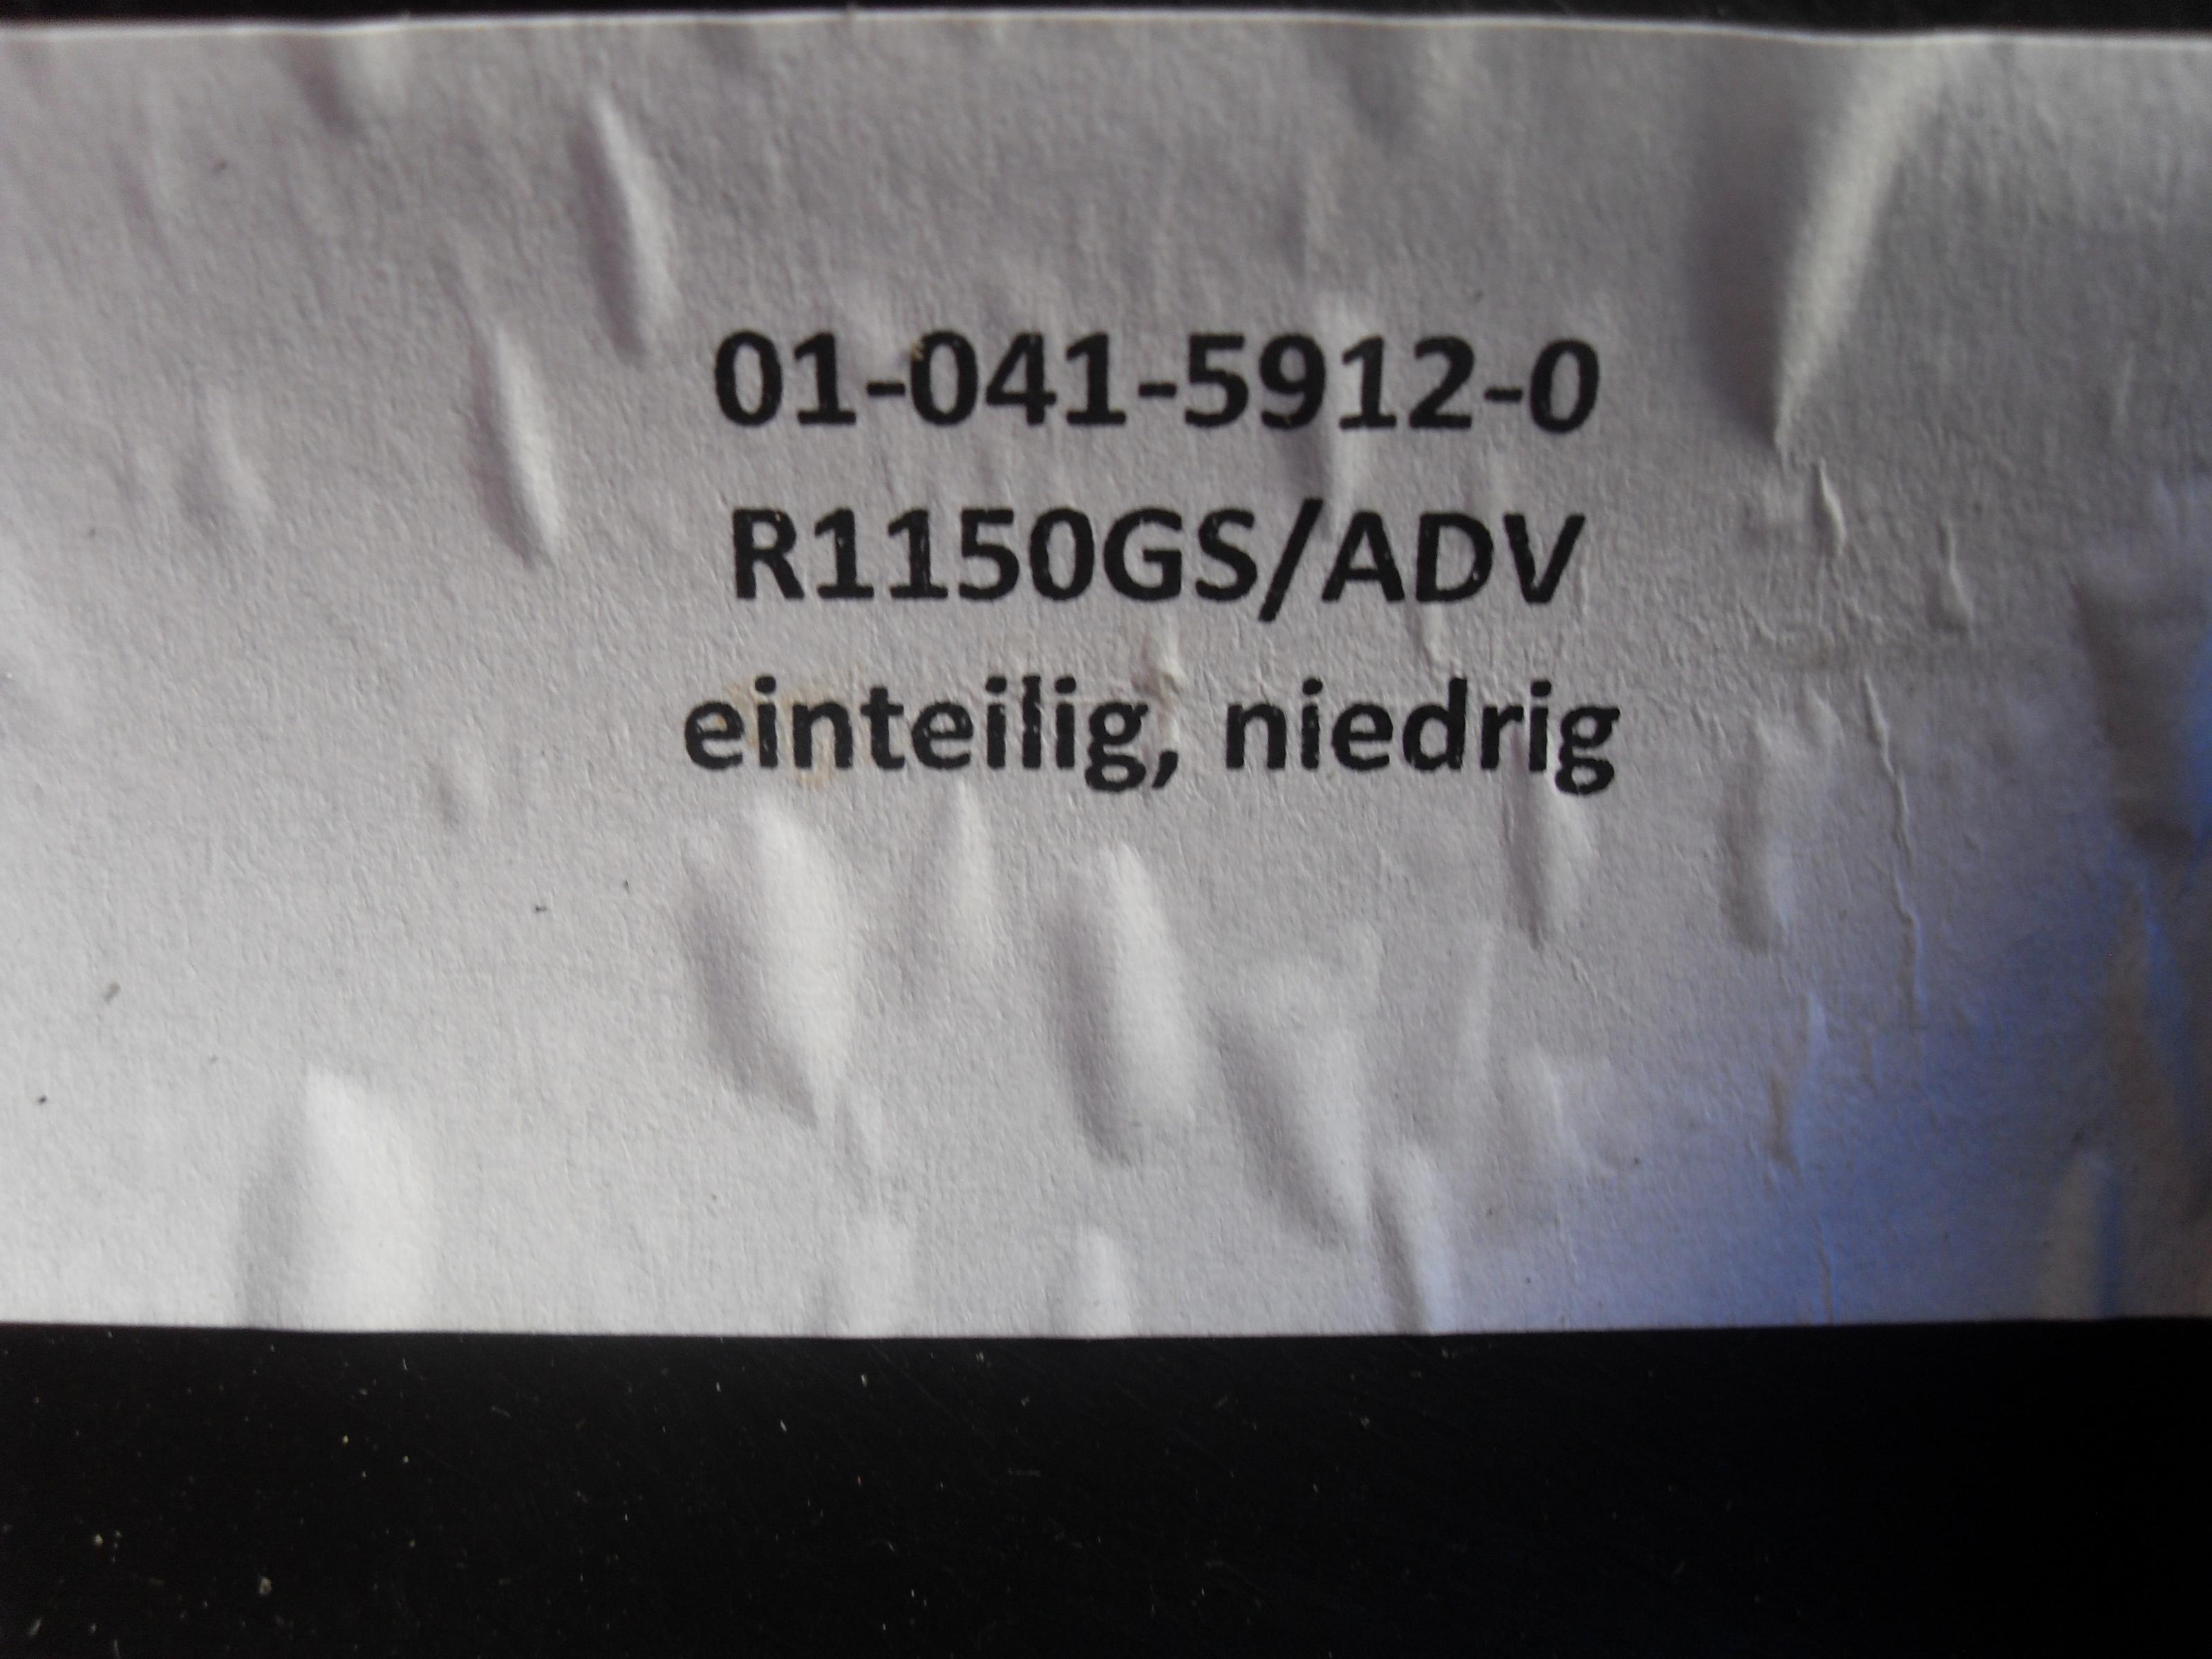 01-041-5912-0
R1150GS/ADV
einteilig, niedrig